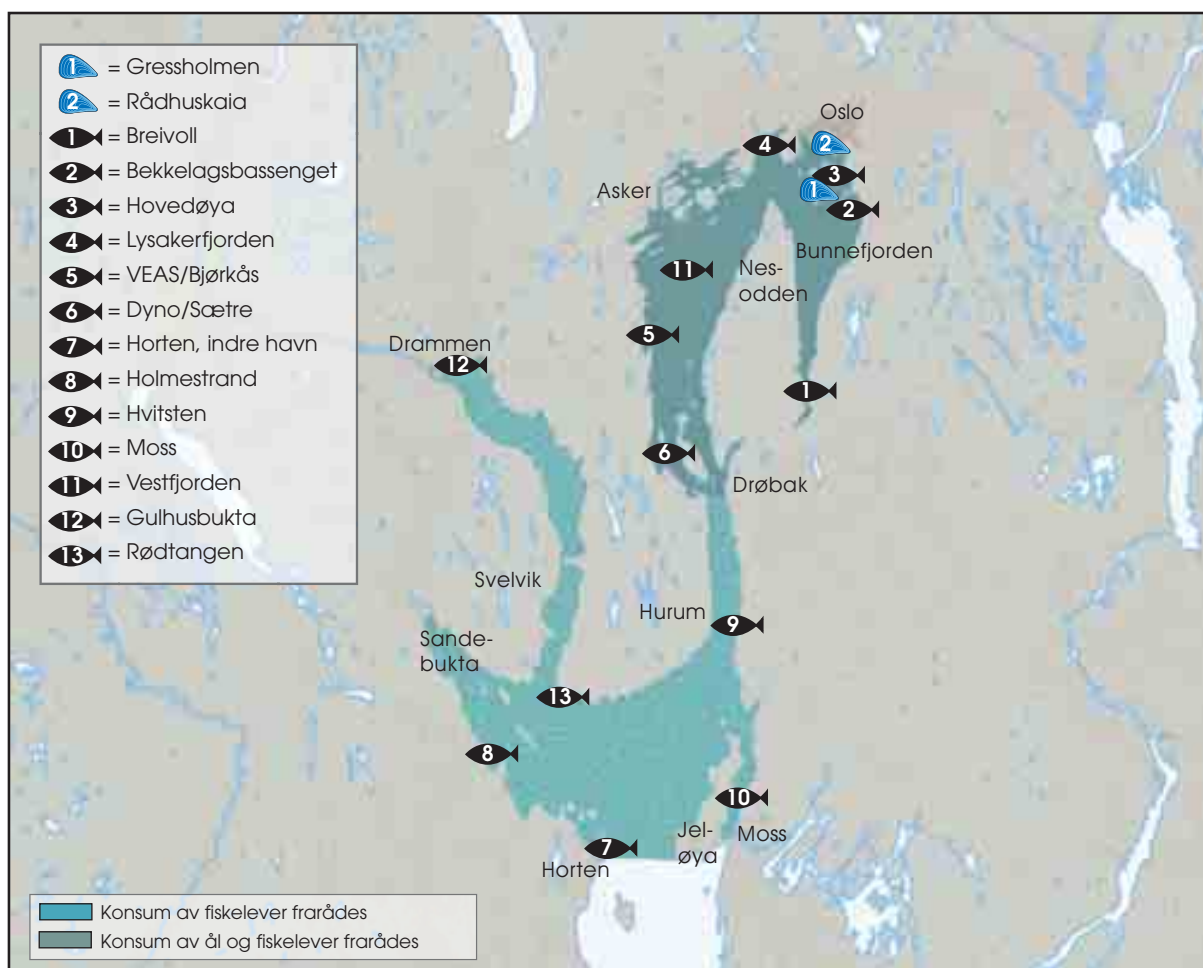 1 = Gressholmen
2 = Rådhuskaia
1 = Breivoll
2 = Bekkelagsbassenget
3 = Hovedøya
4 = Lysakerfjorden
5 = VEAS/Bjørkås
6 = Dyno/Sætre
7 = Horten, indre havn
8 = Holmestrand
9 = Hvitsten
10 = Moss
11 = Vestfjorden
12 = Gulhusbukta
13 = Rødtangen
Oslo
4
2
3
Asker
1
2
Bunnefjorden
11
Nes-
odden
5
Drammen
12
1
6
Drøbak
Svelvik
Hurum
9
Sande-
bukta
13
8
10
Jel-
øya
Moss
7
Horten
Konsum av fiskelever frarådes
Konsum av ål og fiskelever frarådes